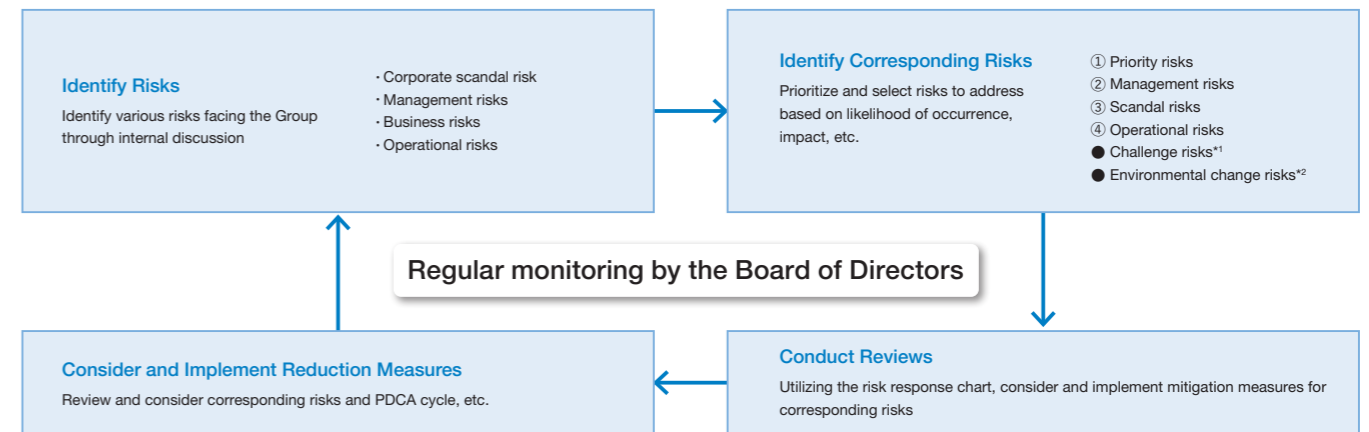 Identify Risks
Identify various risks facing the Group
through internal discussion
・Corporate scandal risk
・Management risks
・Business risks
・Operational risks
Identify Corresponding Risks
Prioritize and select risks to address
based on likelihood of occurrence,
impact, etc.
① Priority risks
② Management risks
③ Scandal risks
④ Operational risks
● Challenge risks*1
● Environmental change risks*2
Regular monitoring by the Board of Directors
Consider and Implement Reduction Measures
Review and consider corresponding risks and PDCA cycle, etc.
Conduct Reviews
Utilizing the risk response chart, consider and implement mitigation measures for
corresponding risks